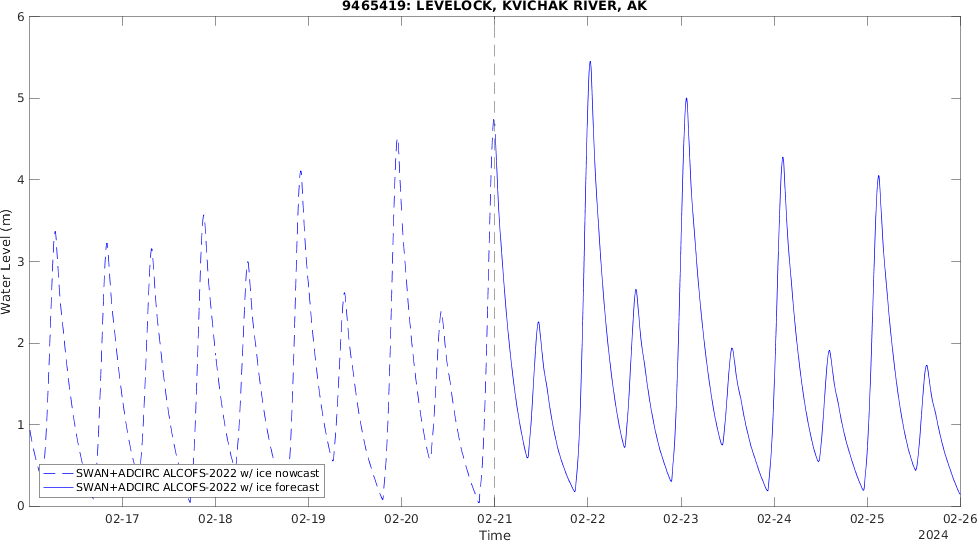 9465419: LEVELOCK, KVICHAK RIVER, AK
6
5
4
3
2
1
0
Water Level (m)
SWAN+ADCIRC ALCOFS-2022 w/ ice nowcast
SWAN+ADCIRC ALCOFS-2022 w/ ice forecast
02-17 02-18 02-19 02-20 02-21 02-22 02-23 02-24 02-25 02-26
Time
2024